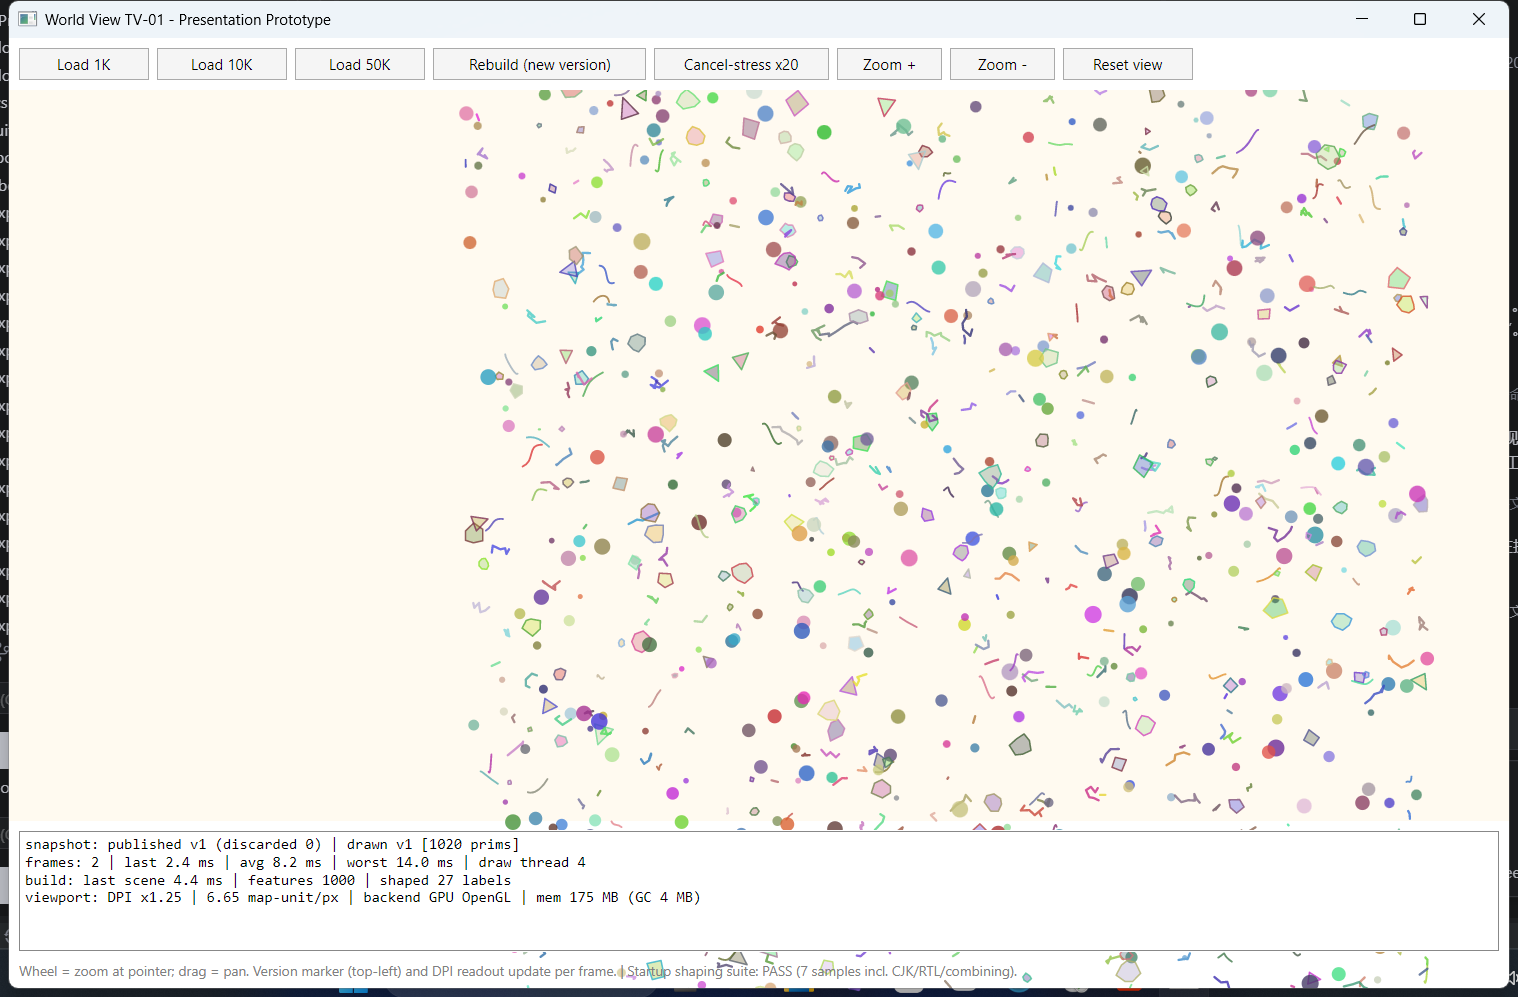 World View TV-01 - Presentation Prototype
Load 1K Load 10K Load 50K Rebuild (new version) Cancel-stress x20 Zoom + Zoom - Reset view
snapshot: published v1 (discarded 0) | drawn v1 [1020 prims]
frames: 2 | last 2.4 ms | avg 8.2 ms | worst 14.0 ms | draw thread 4
build: last scene 4.4 ms | features 1000 | shaped 27 labels
viewport: DPI x1.25 | 6.65 map-unit/px | backend GPU OpenGL | mem 175 MB (GC 4 MB)
Wheel = zoom at pointer; drag = pan. Version marker (top-left) and DPI readout update per frame. | Startup shaping suite: PASS (7 samples incl. CJK/RTL/combining).